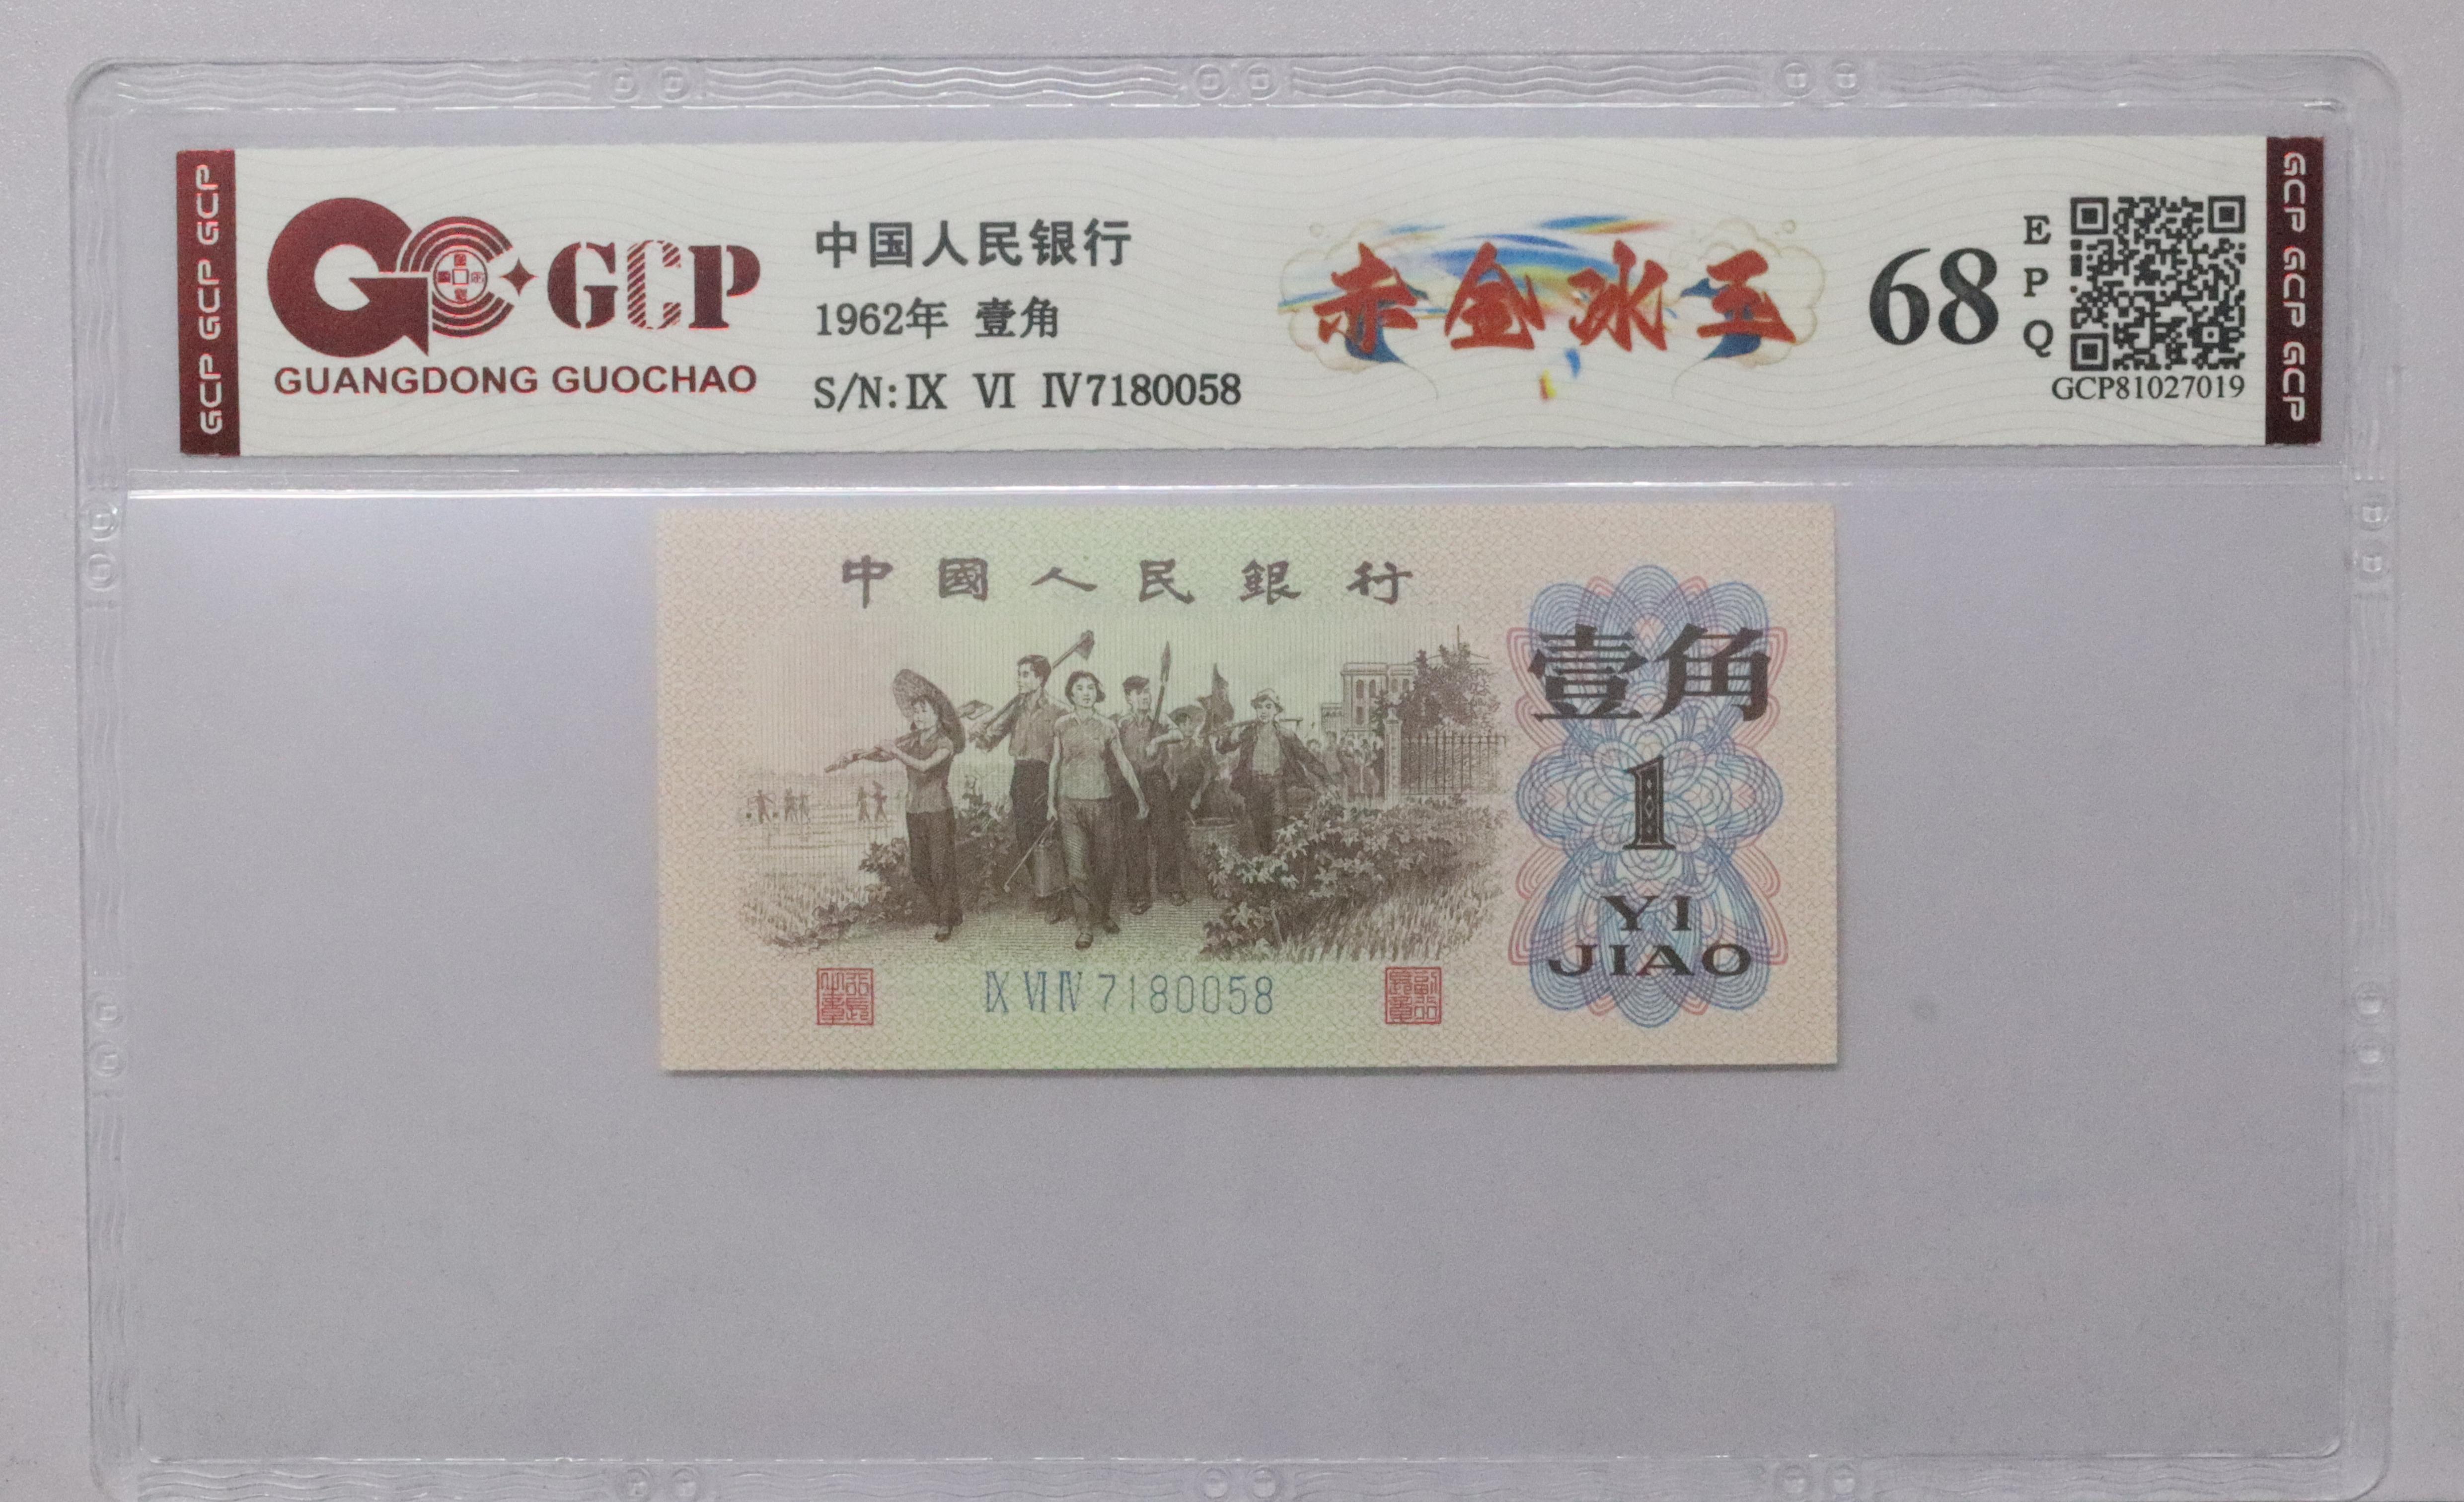 GCP GCP GCP
GCP
GUANGDONG GUOCHAO
中国人民银行
1962年 壹角
S/N:Ⅸ Ⅵ Ⅳ7180058
赤金冰王
68
E
P
Q
GCP81027019
GCP GCP GCP
中國人民銀行
壹角
1
YI
JIAO
Ⅸ Ⅵ Ⅳ 7180058